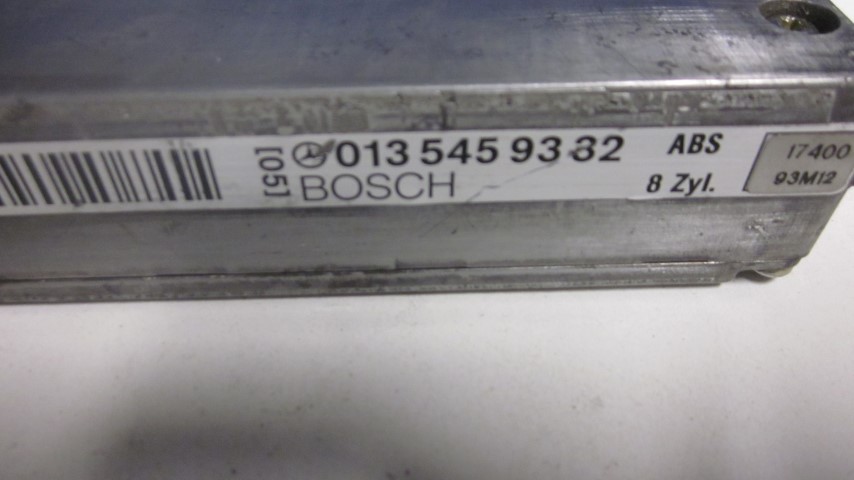 [05]
013 545 93 32 ABS
BOSCH 8 Zyl.
17400
93M12